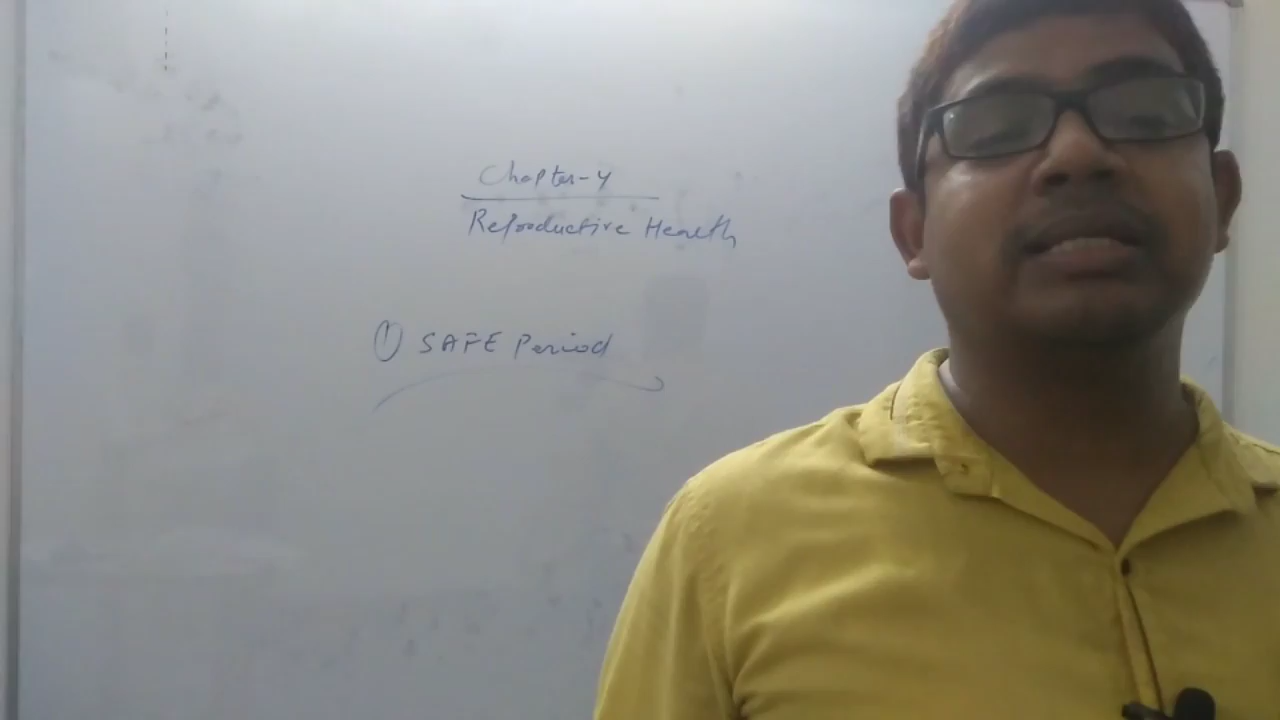 Chapter-4
Reproductive Health
① SAFE Period